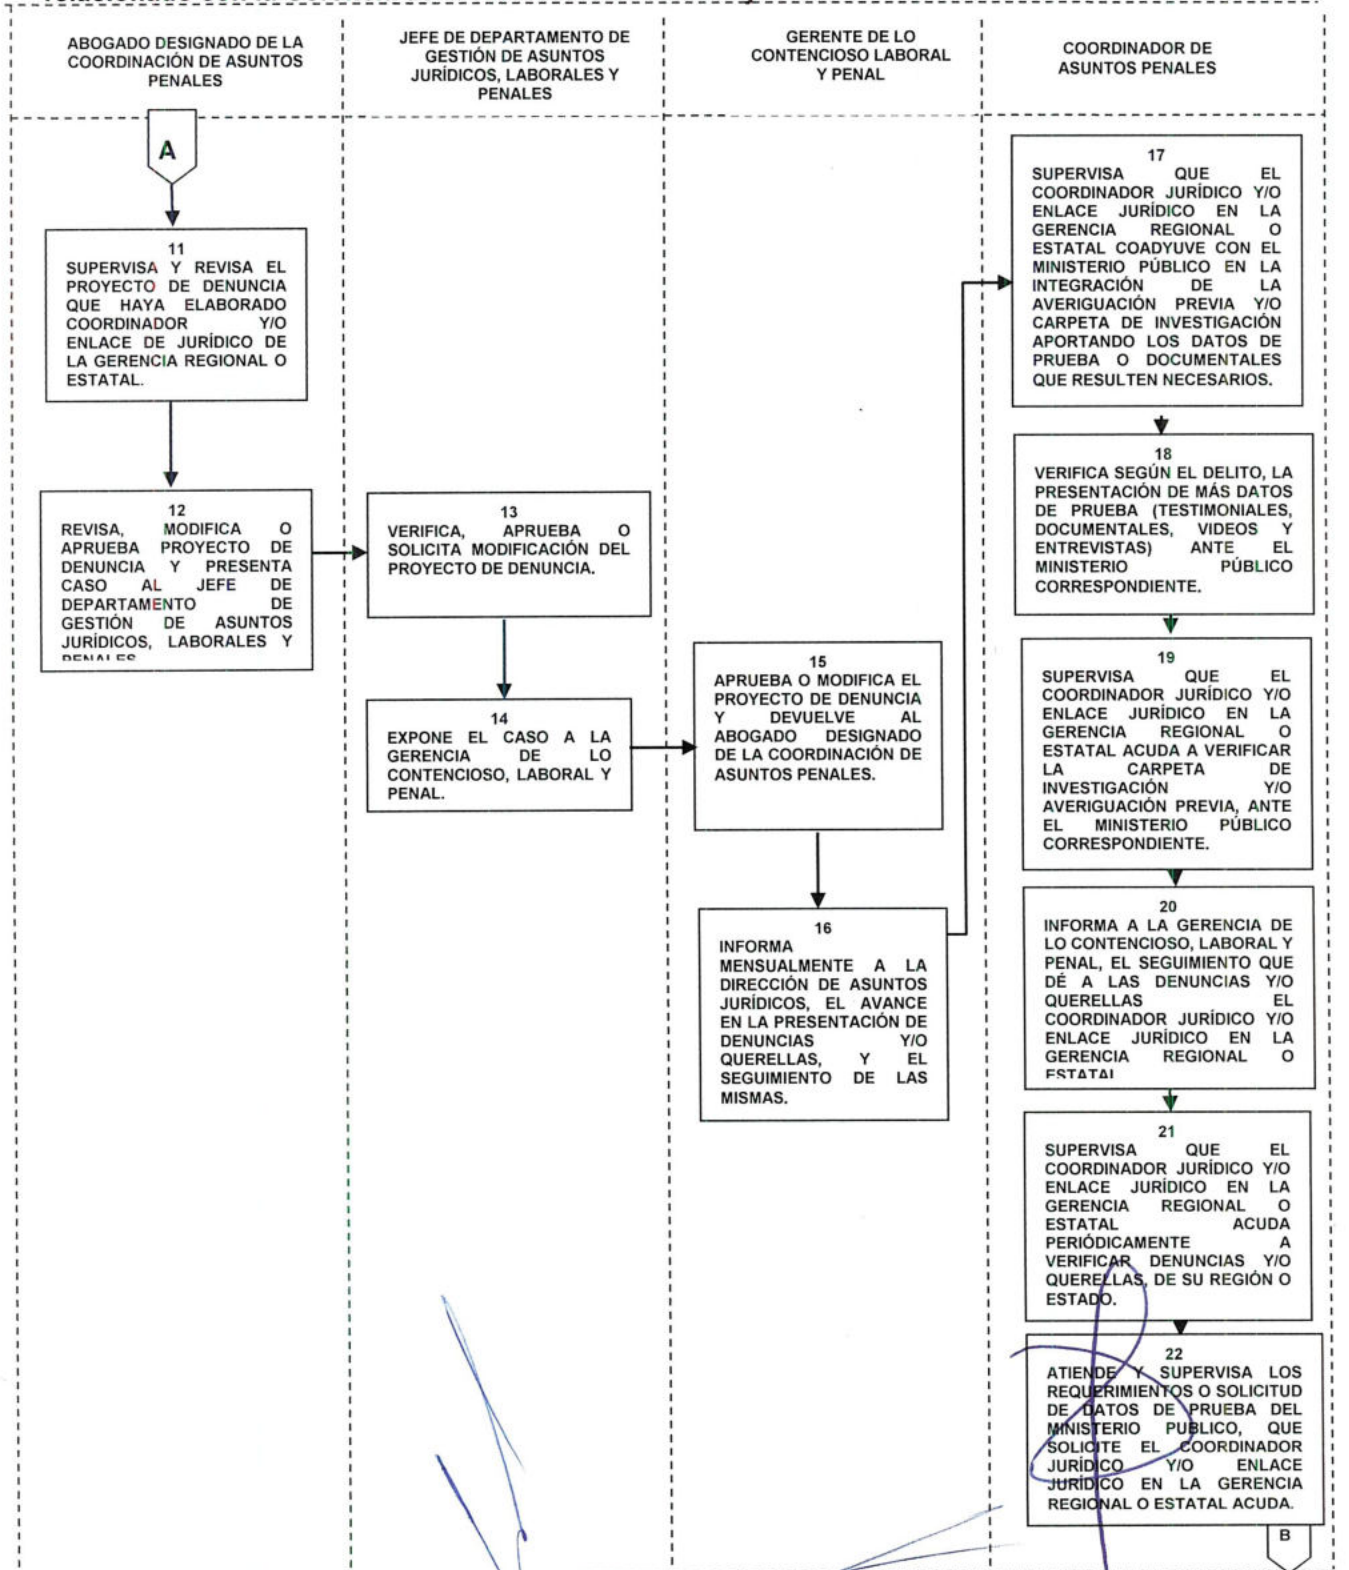 ABOGADO DESIGNADO DE LA
COORDINACIÓN DE ASUNTOS
PENALES
JEFE DE DEPARTAMENTO DE
GESTIÓN DE ASUNTOS
JURÍDICOS, LABORALES Y
PENALES
GERENTE DE LO
CONTENCIOSO LABORAL
Y PENAL
COORDINADOR DE
ASUNTOS PENALES
A
11
SUPERVISA Y REVISA EL
PROYECTO DE DENUNCIA
QUE HAYA ELABORADO
COORDINADOR Y/O
ENLACE DE JURÍDICO DE
LA GERENCIA REGIONAL O
ESTATAL.
12
REVISA, MODIFICA O
APRUEBA PROYECTO DE
DENUNCIA Y PRESENTA
CASO AL JEFE DE
DEPARTAMENTO DE
GESTIÓN DE ASUNTOS
JURÍDICOS, LABORALES Y
PENALES
13
VERIFICA, APRUEBA O
SOLICITA MODIFICACIÓN DEL
PROYECTO DE DENUNCIA.
14
EXPONE EL CASO A LA
GERENCIA DE LO
CONTENCIOSO, LABORAL Y
PENAL.
15
APRUEBA O MODIFICA EL
PROYECTO DE DENUNCIA
Y DEVUELVE AL
ABOGADO DESIGNADO
DE LA COORDINACIÓN DE
ASUNTOS PENALES.
16
INFORMA
MENSUALMENTE A LA
DIRECCIÓN DE ASUNTOS
JURÍDICOS, EL AVANCE
EN LA PRESENTACIÓN DE
DENUNCIAS Y/O
QUERELLAS, Y EL
SEGUIMIENTO DE LAS
MISMAS.
17
SUPERVISA QUE EL
COORDINADOR JURÍDICO Y/O
ENLACE JURÍDICO EN LA
GERENCIA REGIONAL O
ESTATAL COADYUVE CON EL
MINISTERIO PÚBLICO EN LA
INTEGRACIÓN DE LA
AVERIGUACIÓN PREVIA Y/O
CARPETA DE INVESTIGACIÓN
APORTANDO LOS DATOS DE
PRUEBA O DOCUMENTALES
QUE RESULTEN NECESARIOS.
18
VERIFICA SEGÚN EL DELITO, LA
PRESENTACIÓN DE MÁS DATOS
DE PRUEBA (TESTIMONIALES,
DOCUMENTALES, VIDEOS Y
ENTREVISTAS) ANTE EL
MINISTERIO PÚBLICO
CORRESPONDIENTE.
19
SUPERVISA QUE EL
COORDINADOR JURÍDICO Y/O
ENLACE JURÍDICO EN LA
GERENCIA REGIONAL O
ESTATAL ACUDA A VERIFICAR
LA CARPETA DE
INVESTIGACIÓN Y/O
AVERIGUACIÓN PREVIA, ANTE
EL MINISTERIO PÚBLICO
CORRESPONDIENTE.
20
INFORMA A LA GERENCIA DE
LO CONTENCIOSO, LABORAL Y
PENAL, EL SEGUIMIENTO QUE
DÉ A LAS DENUNCIAS Y/O
QUERELLAS EL
COORDINADOR JURÍDICO Y/O
ENLACE JURÍDICO EN LA
GERENCIA REGIONAL O
ESTATAL
21
SUPERVISA QUE EL
COORDINADOR JURÍDICO Y/O
ENLACE JURÍDICO EN LA
GERENCIA REGIONAL O
ESTATAL ACUDA
PERIÓDICAMENTE A
VERIFICAR DENUNCIAS Y/O
QUERELLAS, DE SU REGIÓN O
ESTADO.
22
ATIENDE Y SUPERVISA LOS
REQUERIMIENTOS O SOLICITUD
DE DATOS DE PRUEBA DEL
MINISTERIO PUBLICO, QUE
SOLICITE EL COORDINADOR
JURÍDICO Y/O ENLACE
JURÍDICO EN LA GERENCIA
REGIONAL O ESTATAL ACUDA.
B